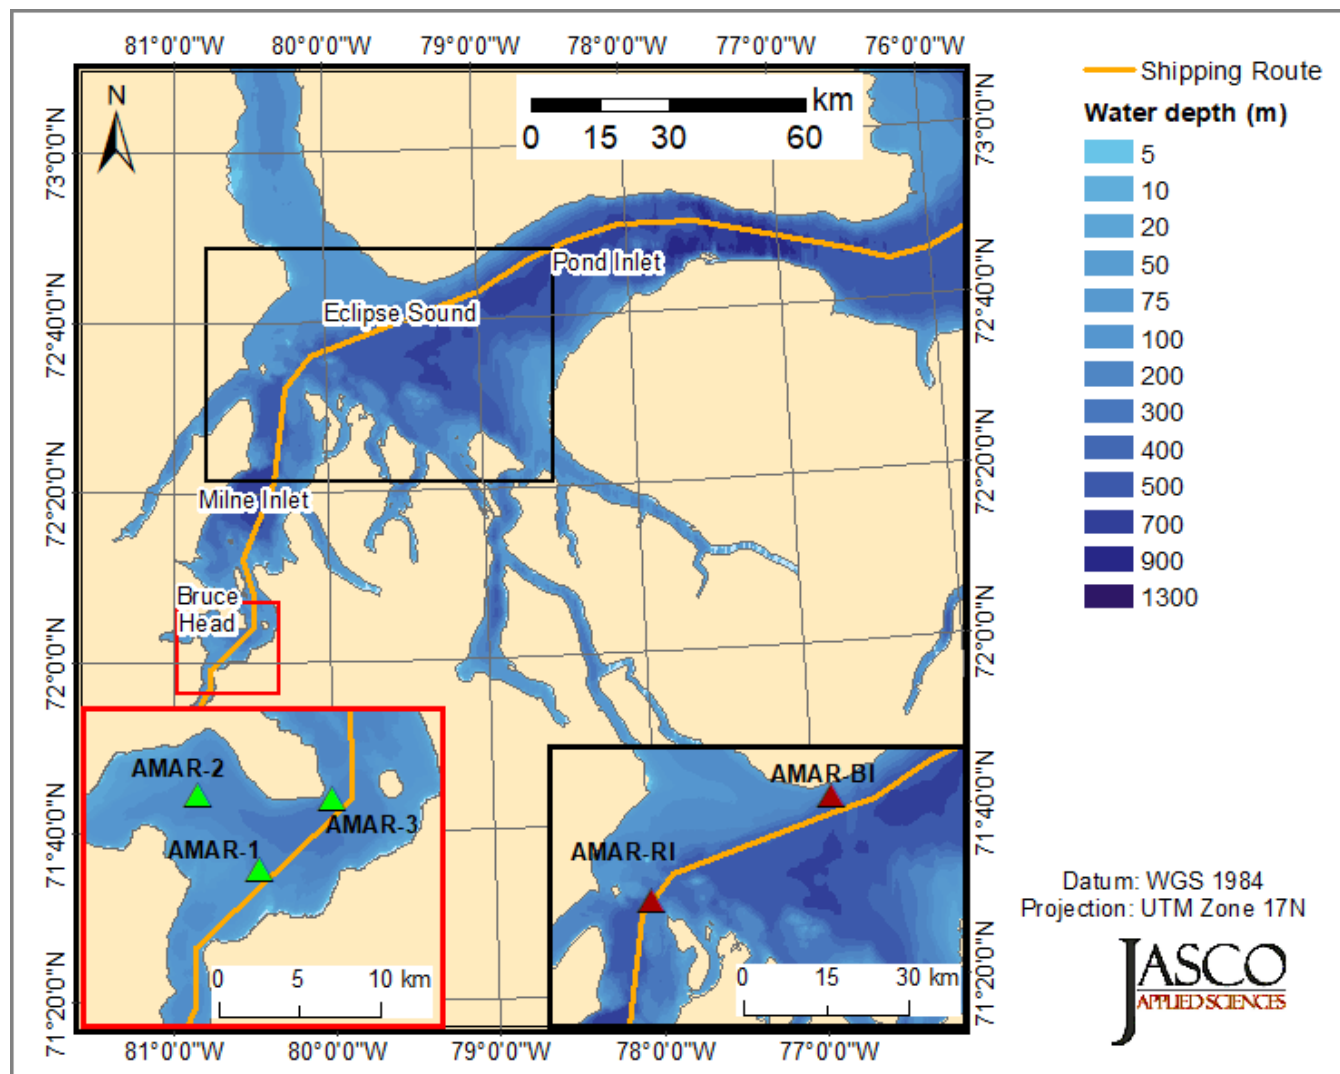 81°0'0"W 80°0'0"W 79°0'0"W 78°0'0"W 77°0'0"W 76°0'0"W
N
km
0 15 30 60
73°0'0"N
72°40'0"N
72°20'0"N
72°0'0"N
71°40'0"N
71°20'0"N
73°0'0"N
72°40'0"N
72°20'0"N
72°0'0"N
71°40'0"N
71°20'0"N
Pond Inlet
Eclipse Sound
Milne Inlet
Bruce
Head
AMAR-2
AMAR-3
AMAR-1
0 5 10 km
AMAR-BI
AMAR-RI
0 15 30 km
81°0'0"W 80°0'0"W 79°0'0"W 78°0'0"W 77°0'0"W
Shipping Route
Water depth (m)
5
10
20
50
75
100
200
300
400
500
700
900
1300
Datum: WGS 1984
Projection: UTM Zone 17N
JASCO
APPLIED SCIENCES